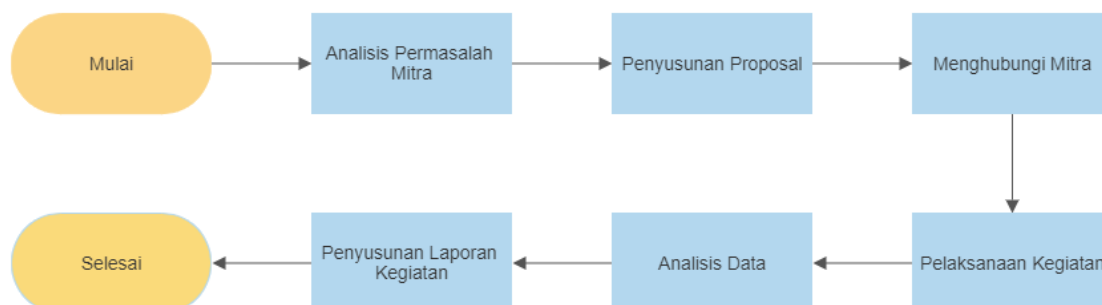 Mulai
Analisis Permasalah
Mitra
Penyusunan Proposal
Menghubungi Mitra
Pelaksanaan Kegiatan
Analisis Data
Penyusunan Laporan
Kegiatan
Selesai